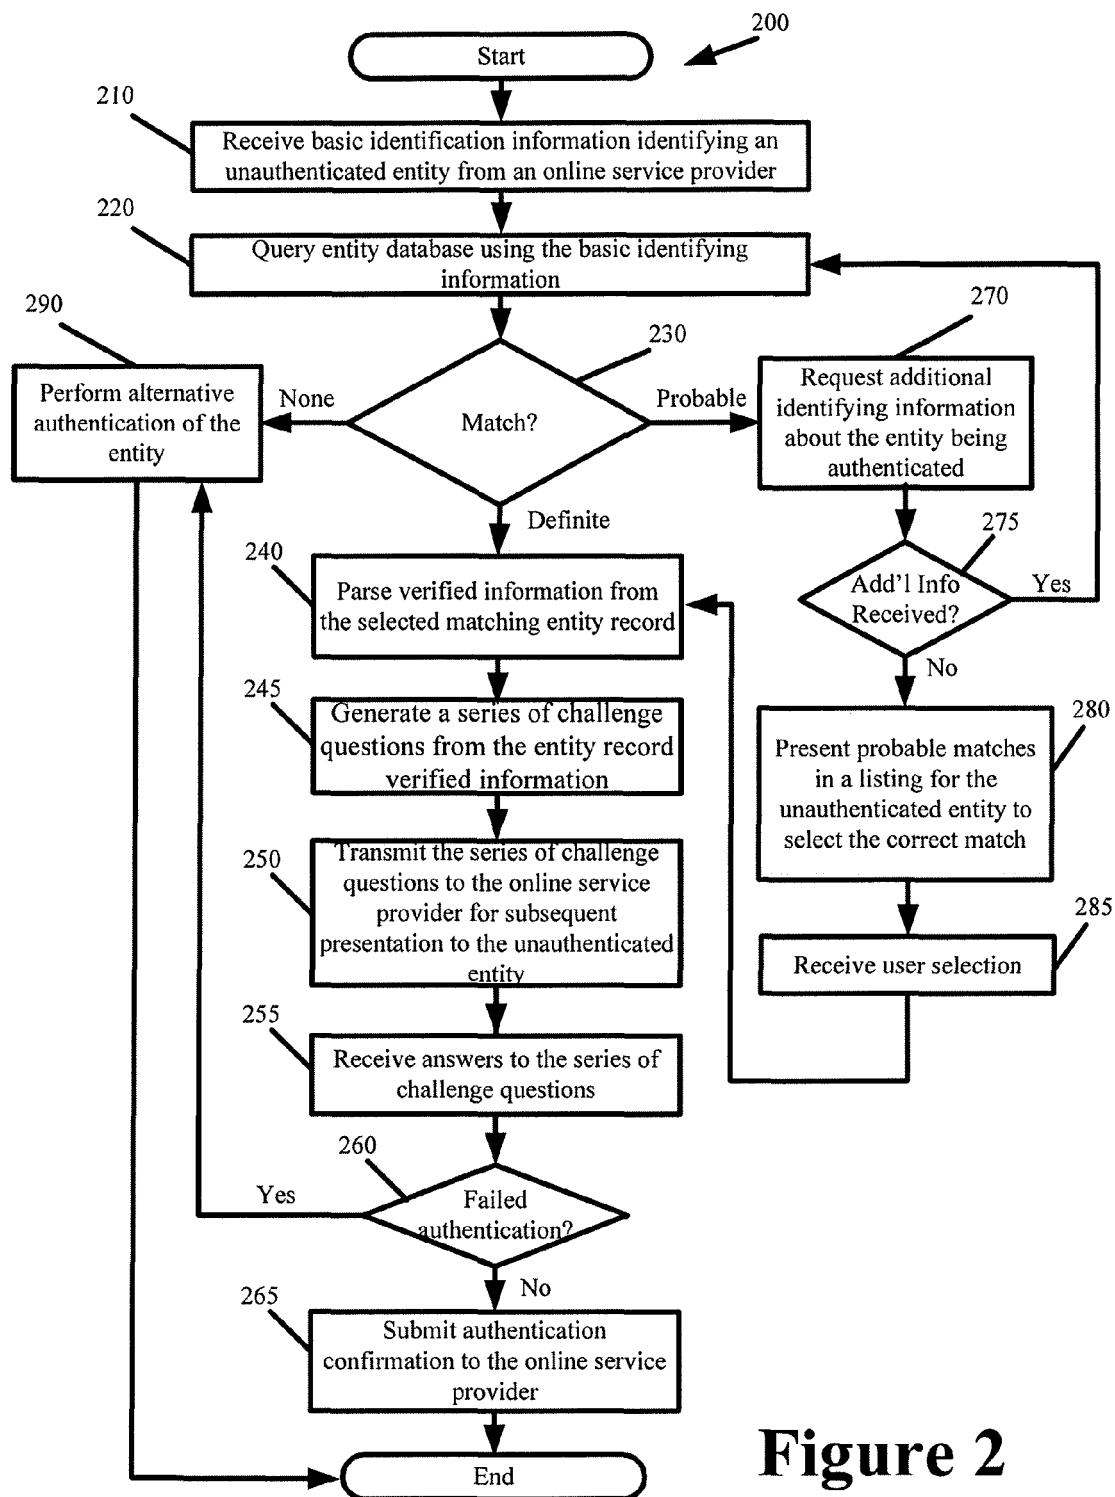 200
Start
210
Receive basic identification information identifying an
unauthenticated entity from an online service provider
220
Query entity database using the basic identifying
information
290
Perform alternative
authentication of the
entity
None
230
Match?
Probable
270
Request additional
identifying information
about the entity being
authenticated
Definite
275
Add'l Info
Received?
Yes
No
240
Parse verified information from
the selected matching entity record
245
Generate a series of challenge
questions from the entity record
verified information
280
Present probable matches
in a listing for the
unauthenticated entity to
select the correct match
250
Transmit the series of challenge
questions to the online service
provider for subsequent
presentation to the unauthenticated
entity
285
Receive user selection
255
Receive answers to the series of
challenge questions
260
Failed
authentication?
Yes
No
265
Submit authentication
confirmation to the online service
provider
End
Figure 2